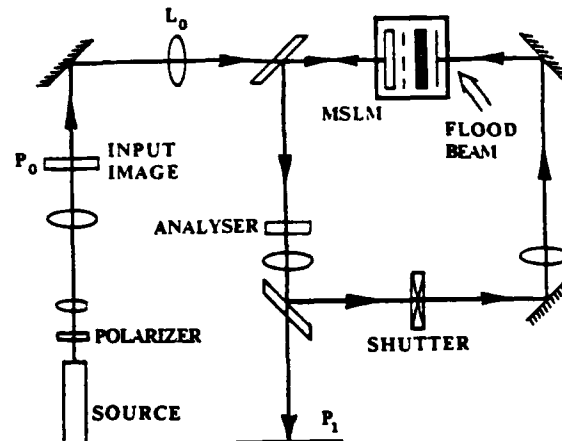 L₀
MSLM
FLOOD
BEAM
P₀
INPUT
IMAGE
ANALYSER
SHUTTER
POLARIZER
SOURCE
P₁